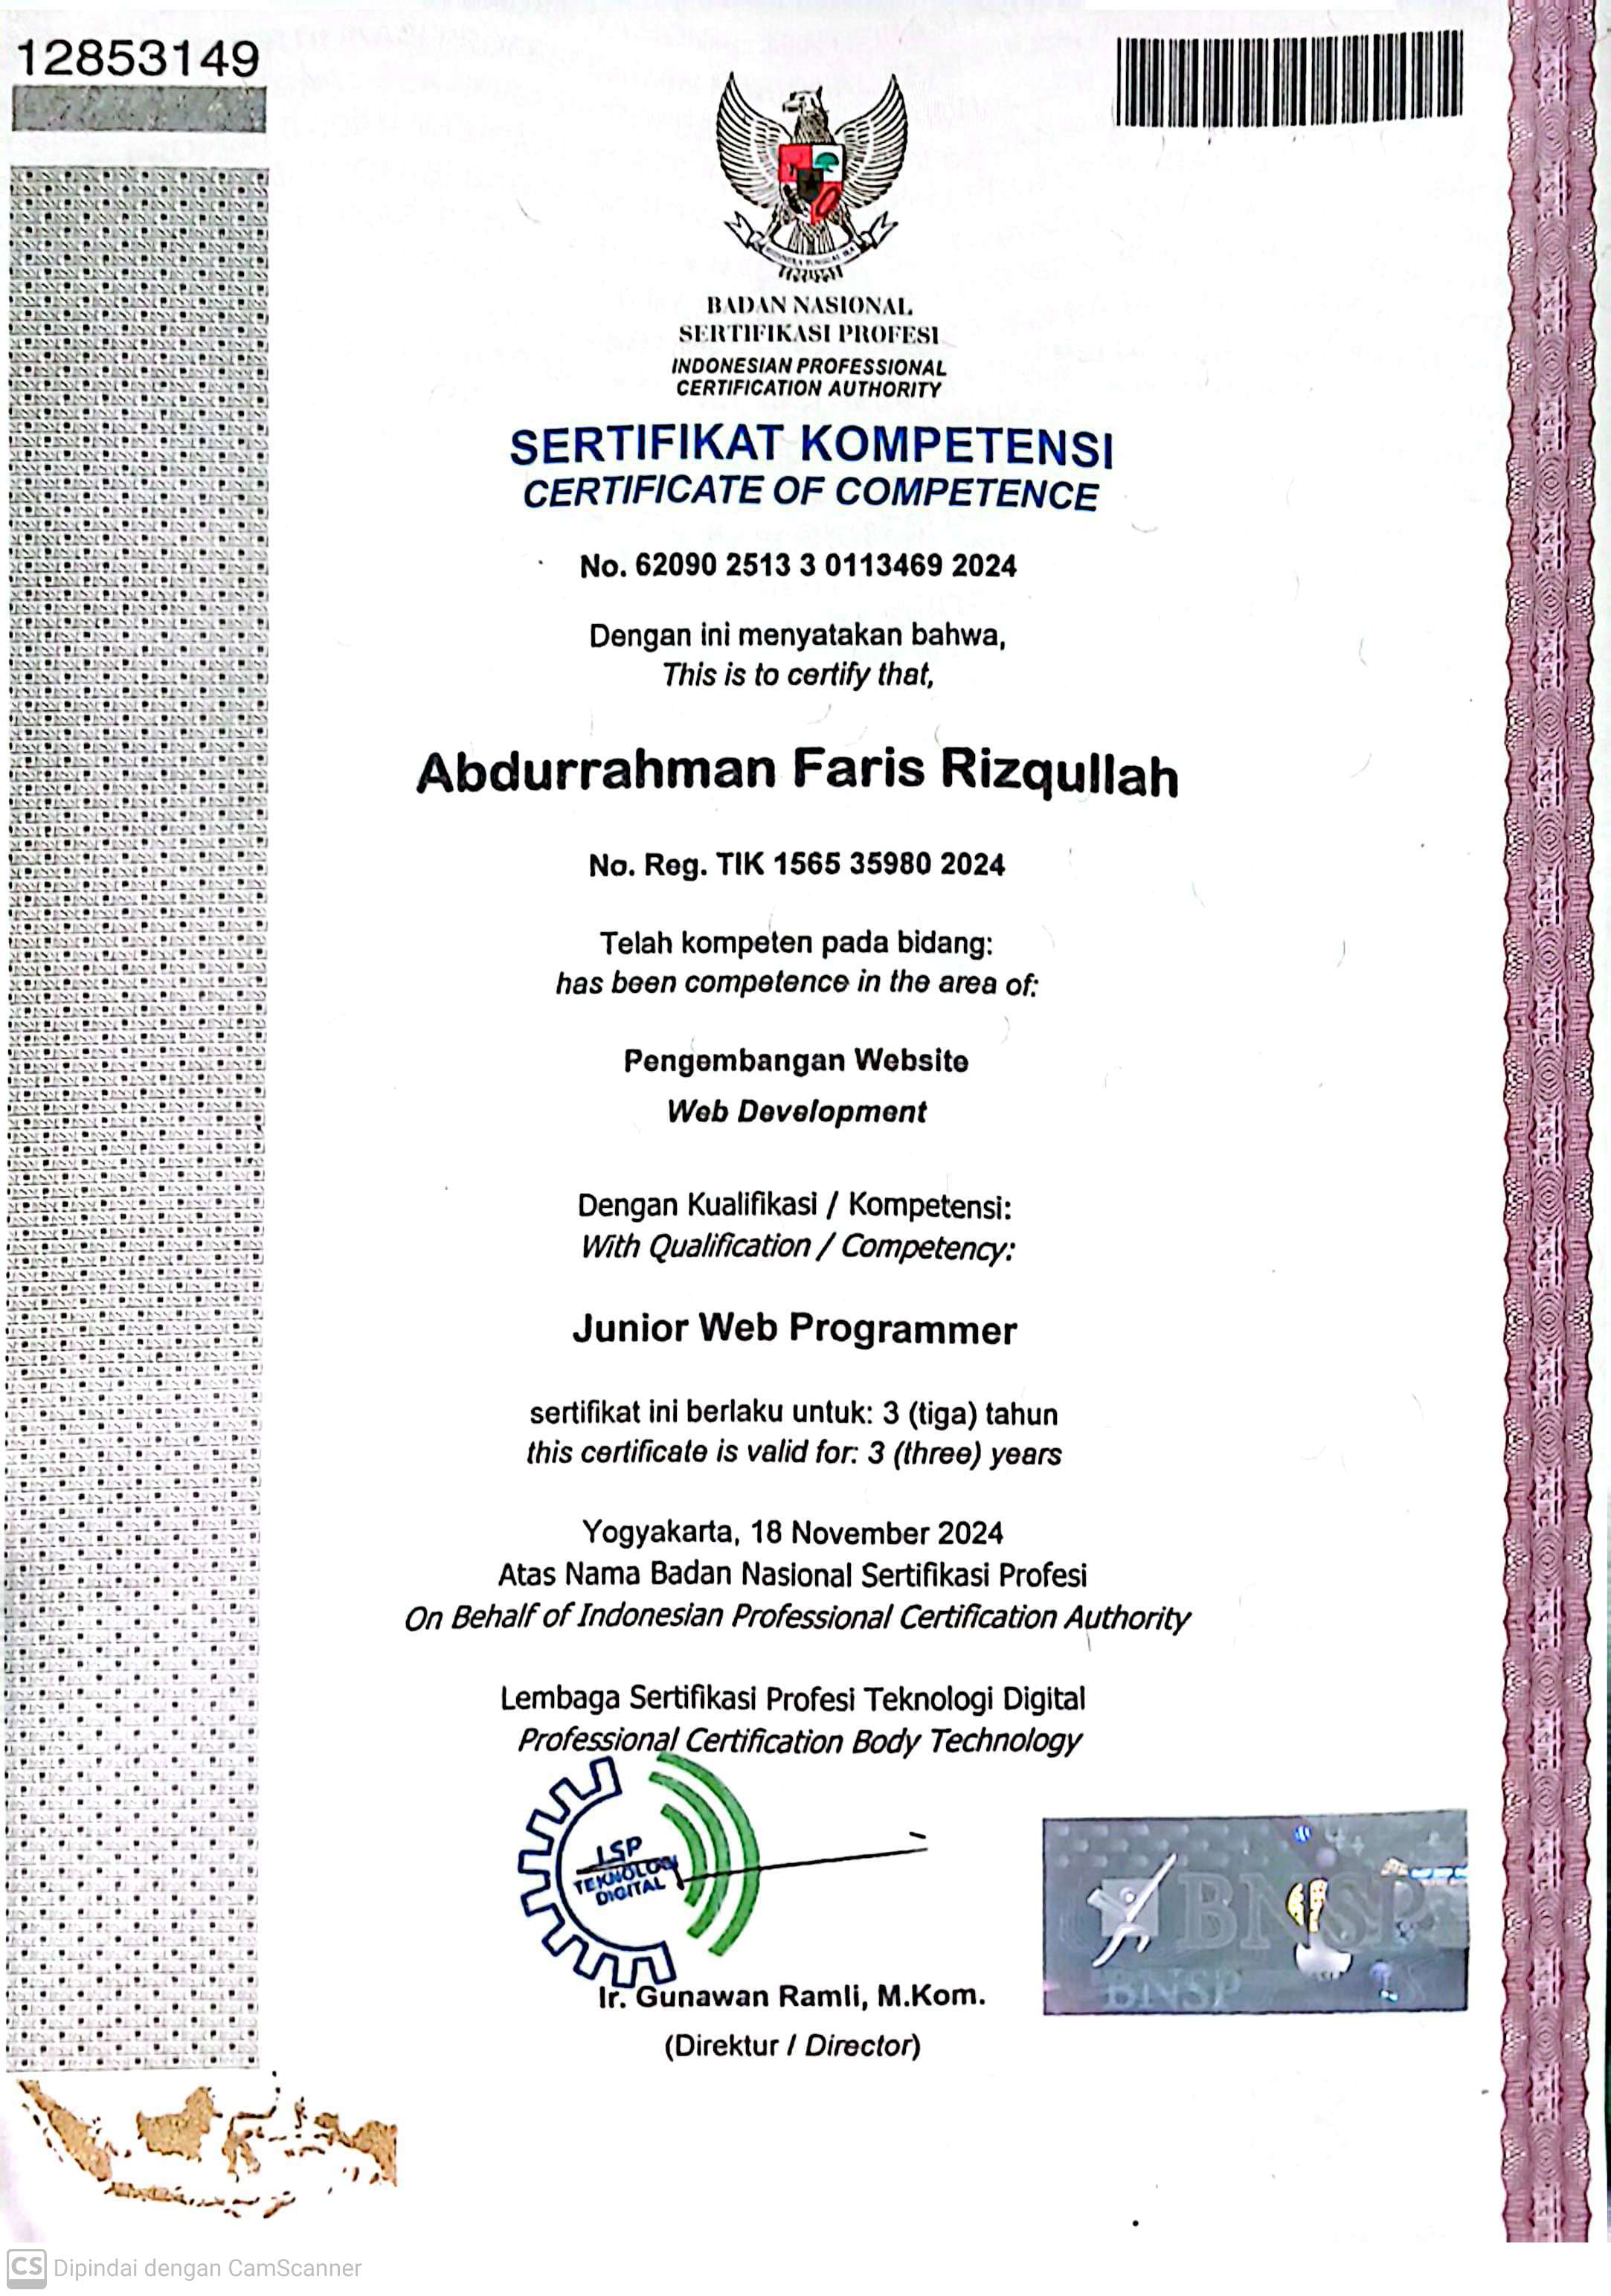 12853149
BADAN NASIONAL
SERTIFIKASI PROFESI
INDONESIAN PROFESSIONAL
CERTIFICATION AUTHORITY
SERTIFIKAT KOMPETENSI
CERTIFICATE OF COMPETENCE
No. 62090 2513 3 0113469 2024
Dengan ini menyatakan bahwa,
This is to certify that,
Abdurrahman Faris Rizqullah
No. Reg. TIK 1565 35980 2024
Telah kompeten pada bidang:
has been competence in the area of:
Pengembangan Website
Web Development
Dengan Kualifikasi / Kompetensi:
With Qualification / Competency:
Junior Web Programmer
sertifikat ini berlaku untuk: 3 (tiga) tahun
this certificate is valid for: 3 (three) years
Yogyakarta, 18 November 2024
Atas Nama Badan Nasional Sertifikasi Profesi
On Behalf of Indonesian Professional Certification Authority
Lembaga Sertifikasi Profesi Teknologi Digital
Professional Certification Body Technology
LSP
TEKNOLOGI
DIGITAL
BNSP
BNSP
Ir. Gunawan Ramli, M.Kom.
(Direktur / Director)
CS Dipindai dengan CamScanner